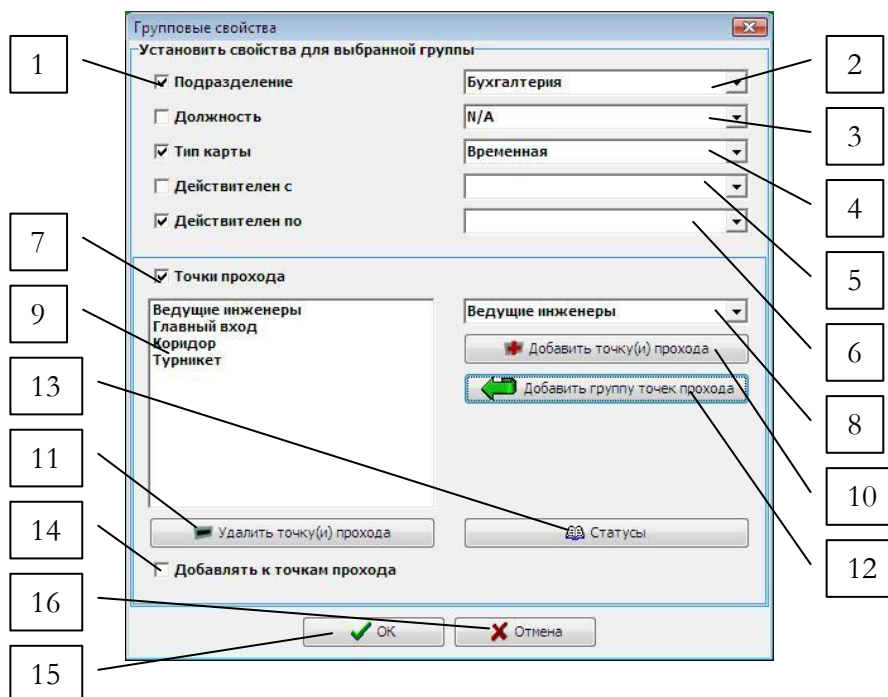 Групповые свойства
Установить свойства для выбранной группы
1
Подразделение
Бухгалтерия
2
Должность
N/A
3
Тип карты
Временная
4
Действителен с
5
Действителен по
6
7
Точки прохода
9
Ведущие инженеры
Главный вход
Коридор
Турникет
Ведущие инженеры
8
Добавить точку(и) прохода
10
Добавить группу точек прохода
12
13
11
Удалить точку(и) прохода
Статусы
14
Добавлять к точкам прохода
16
OK
Отмена
15